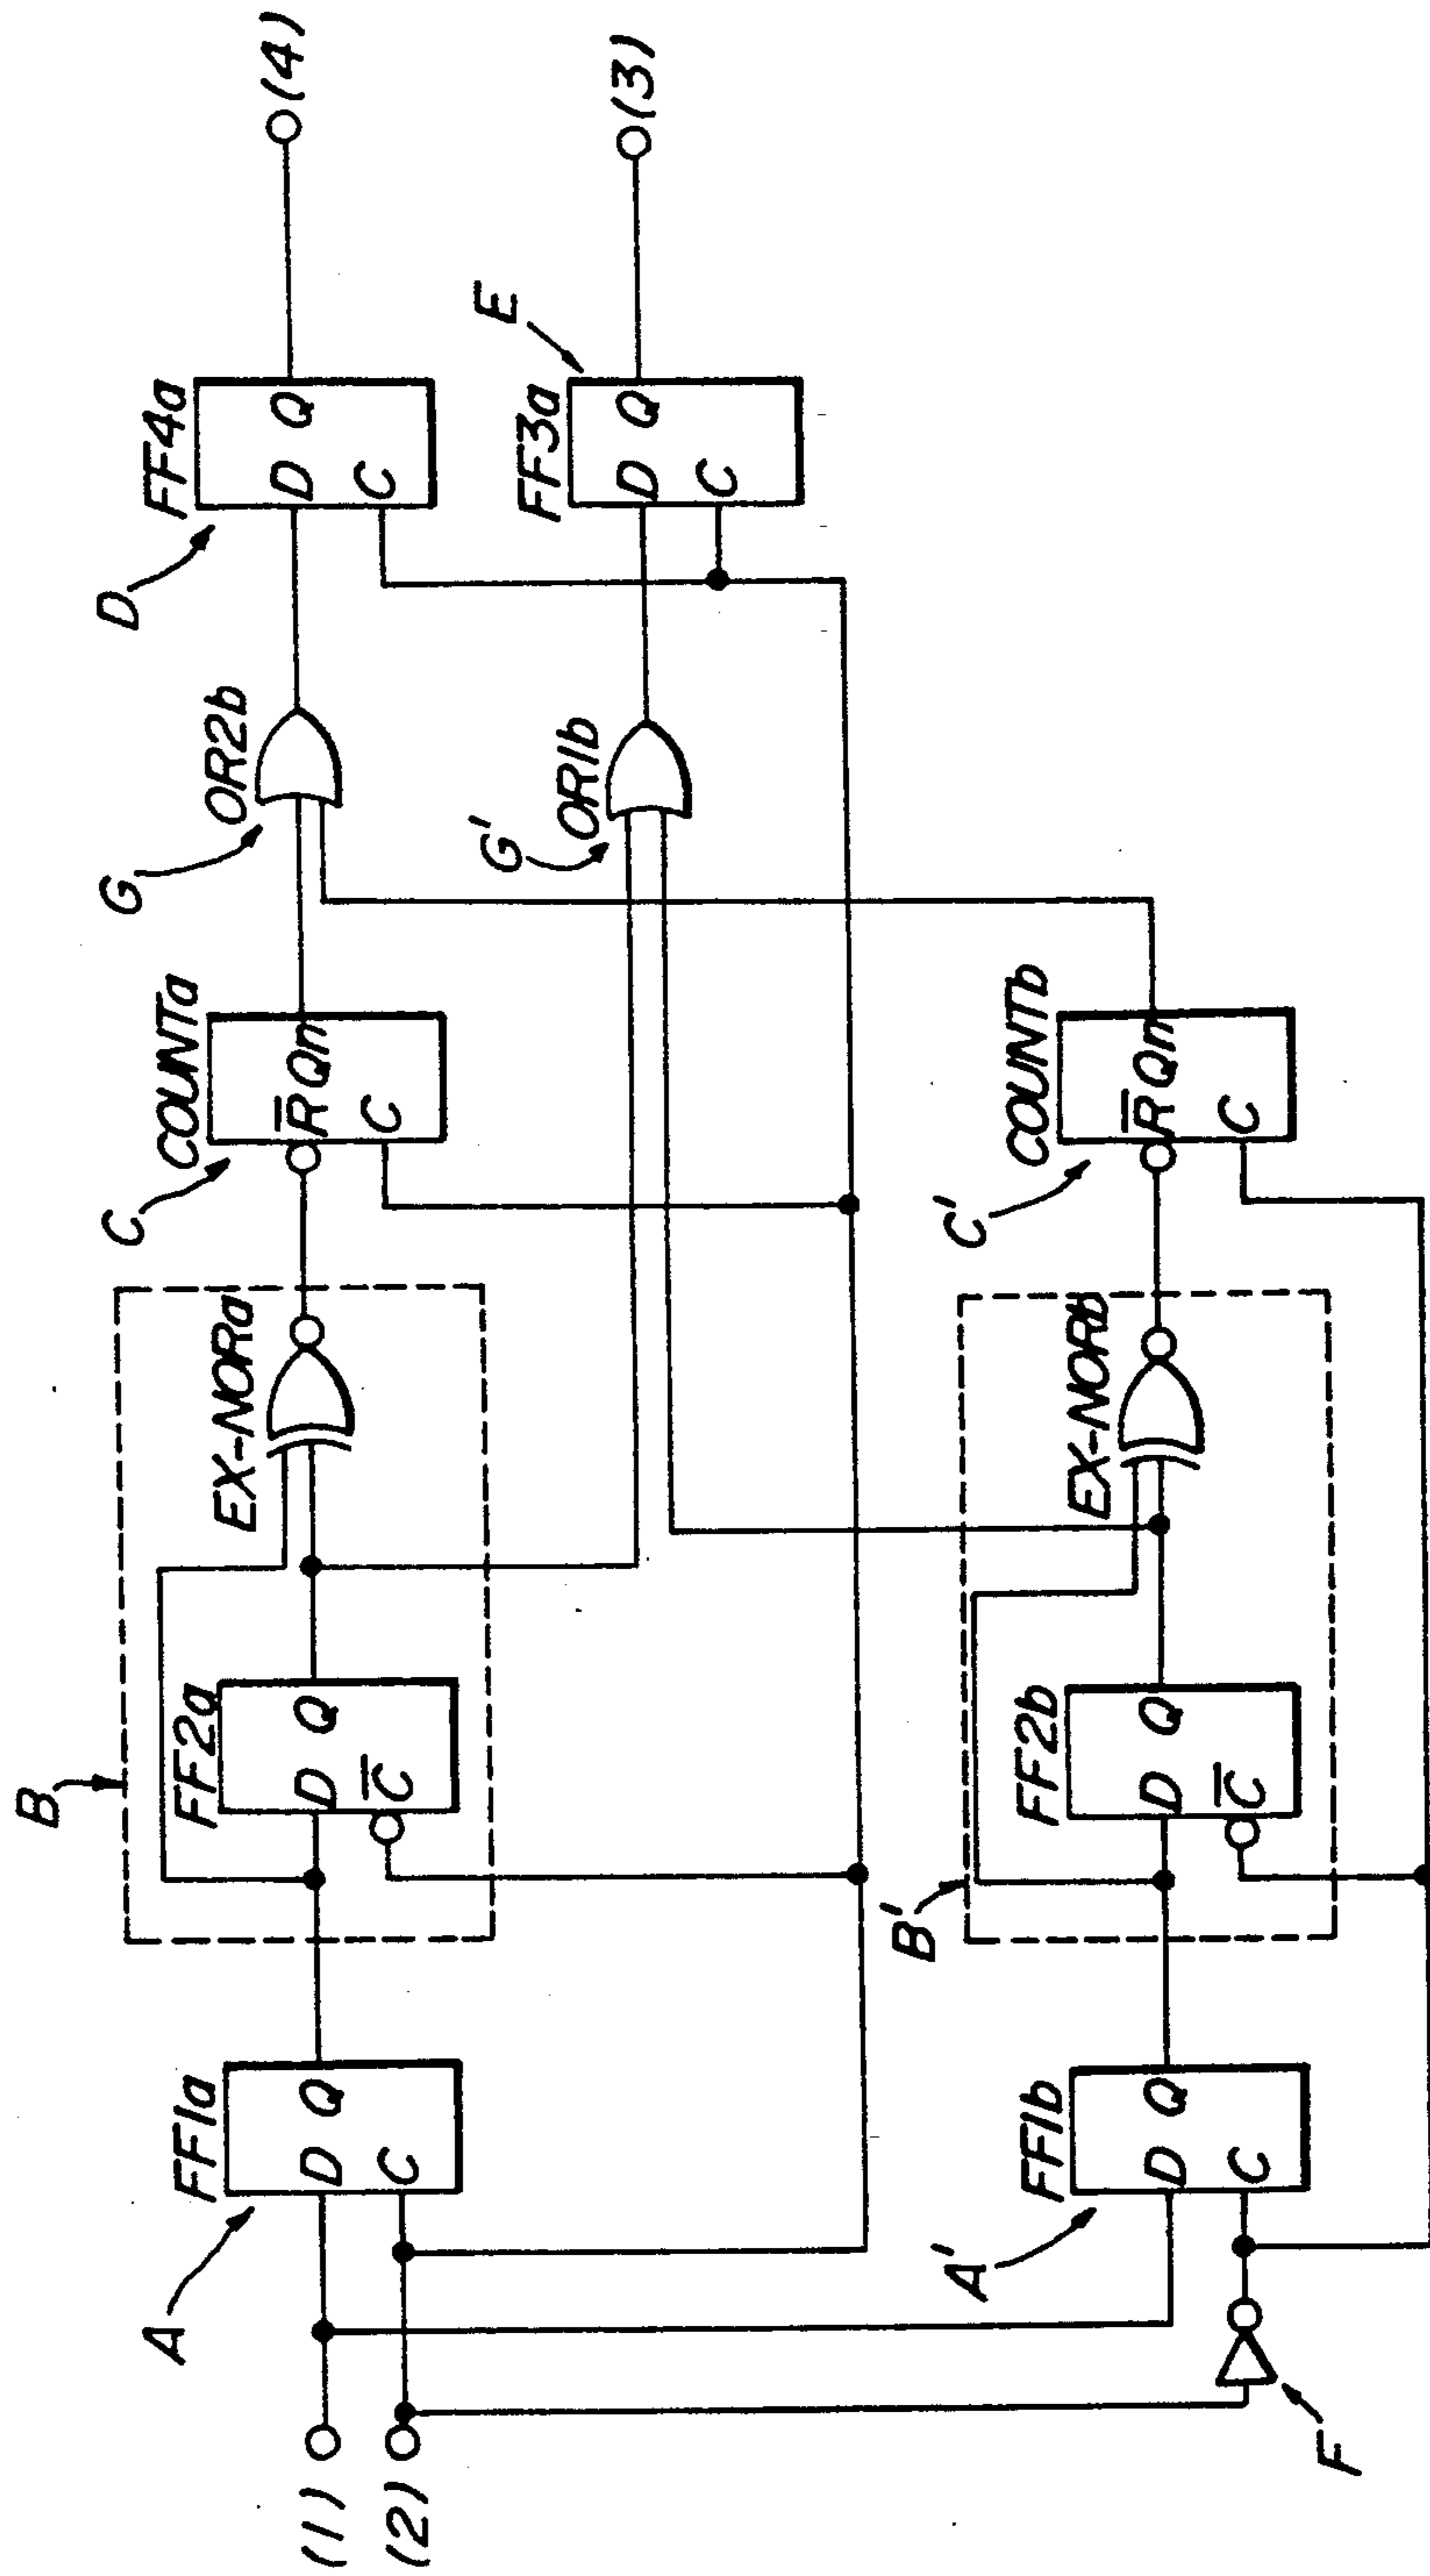 A
FF1a
D Q
C
B
FF2a
D Q
C̅
EX-NORa
C
COUNTa
R̅ Qn
C
G
OR2b
D
FF4a
D Q
C
(4)
G'
OR1b
FF3a
D Q
C
E
(3)
(1)
(2)
A'
FF1b
D Q
C
B'
FF2b
D Q
C̅
EX-NORb
C'
COUNTb
R̅ Qn
C
F